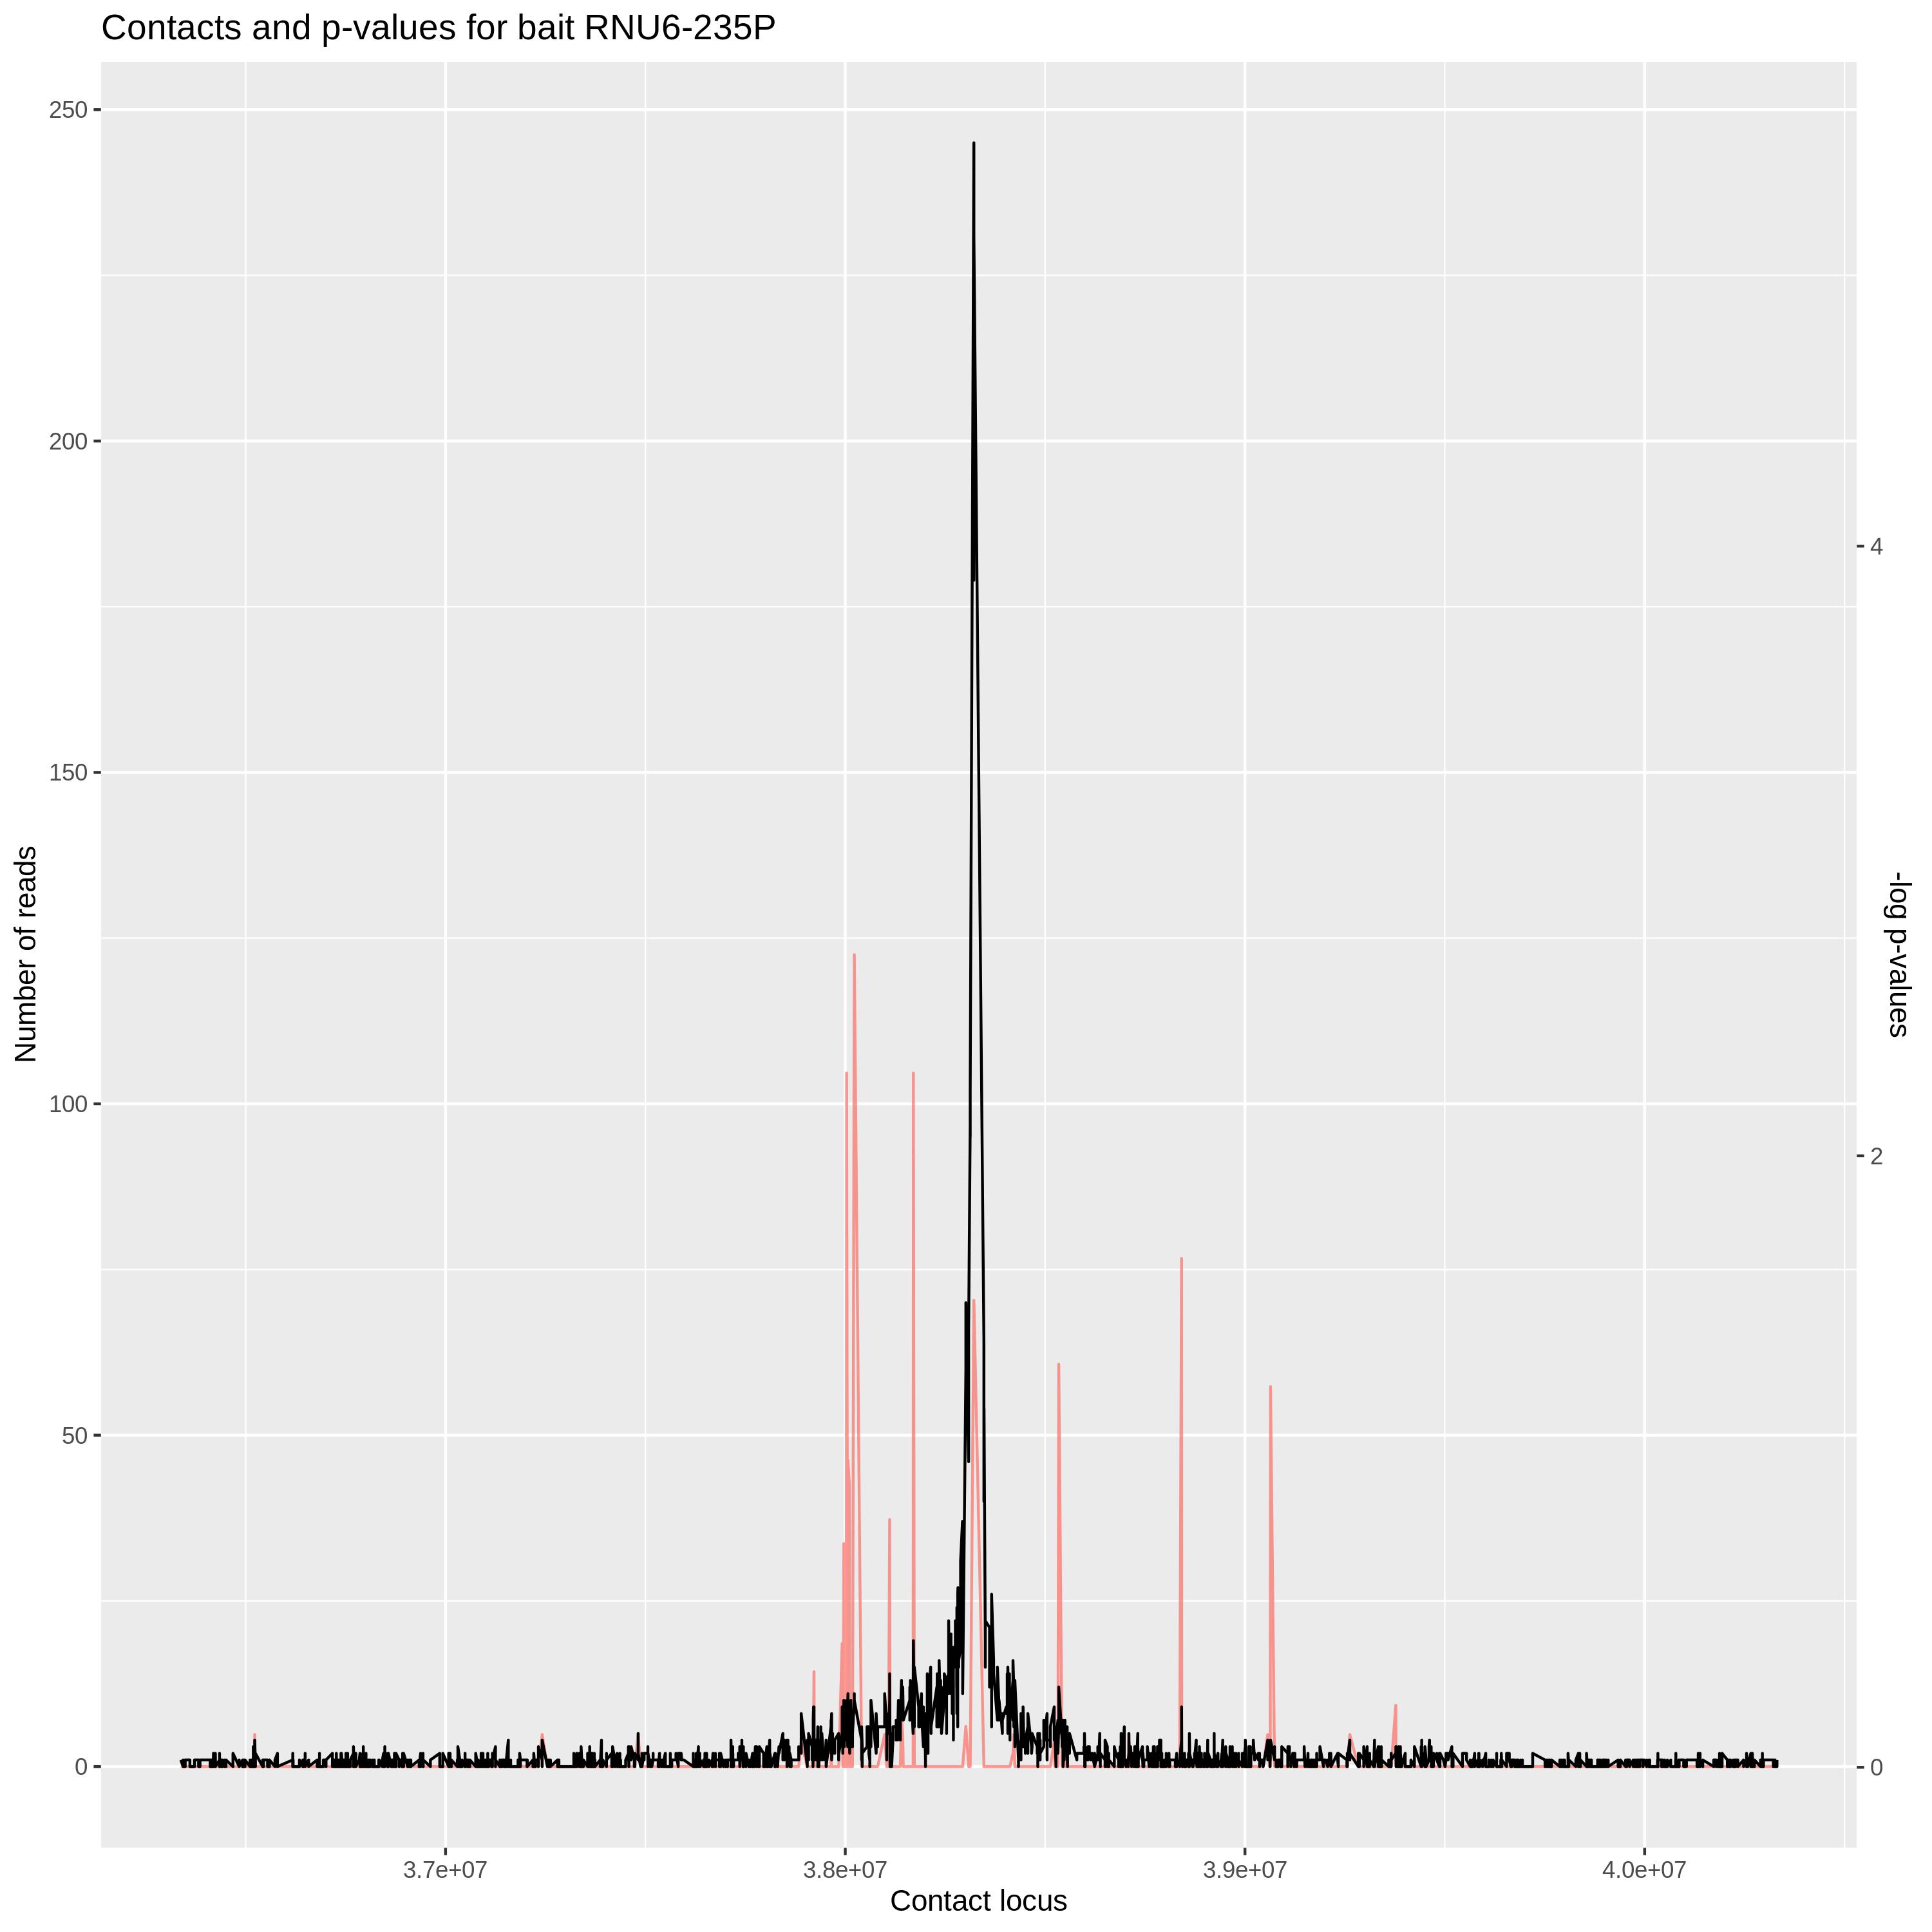 Contacts and p-values for bait RNU6-235P
250
200
150
100
50
0
Number of reads
4
2
0
-log p-values
3.7e+07
3.8e+07
3.9e+07
4.0e+07
Contact locus